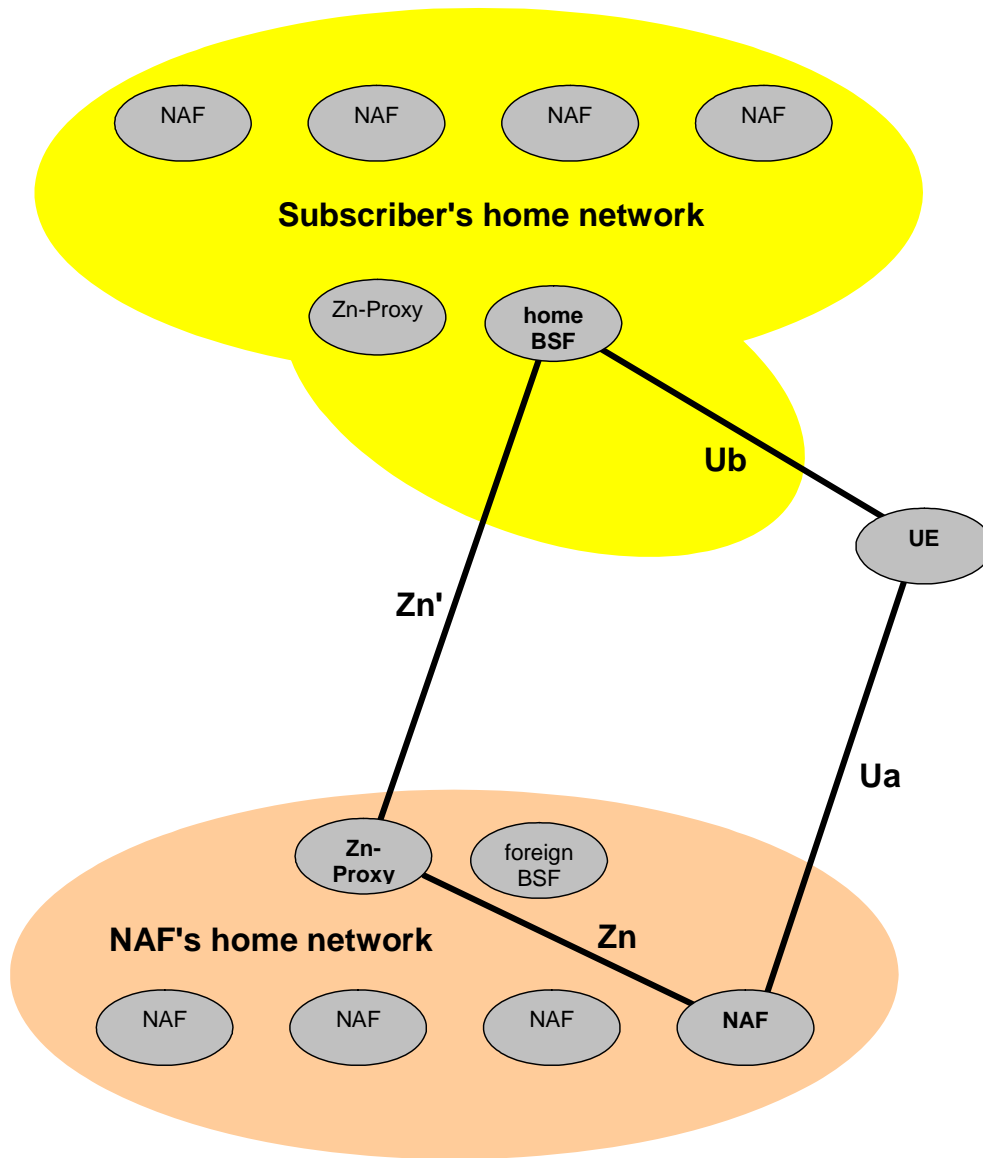 NAF
NAF
NAF
NAF
Subscriber's home network
Zn-Proxy
home
BSF
Ub
UE
Zn'
Ua
Zn-
Proxy
foreign
BSF
NAF's home network
Zn
NAF
NAF
NAF
NAF